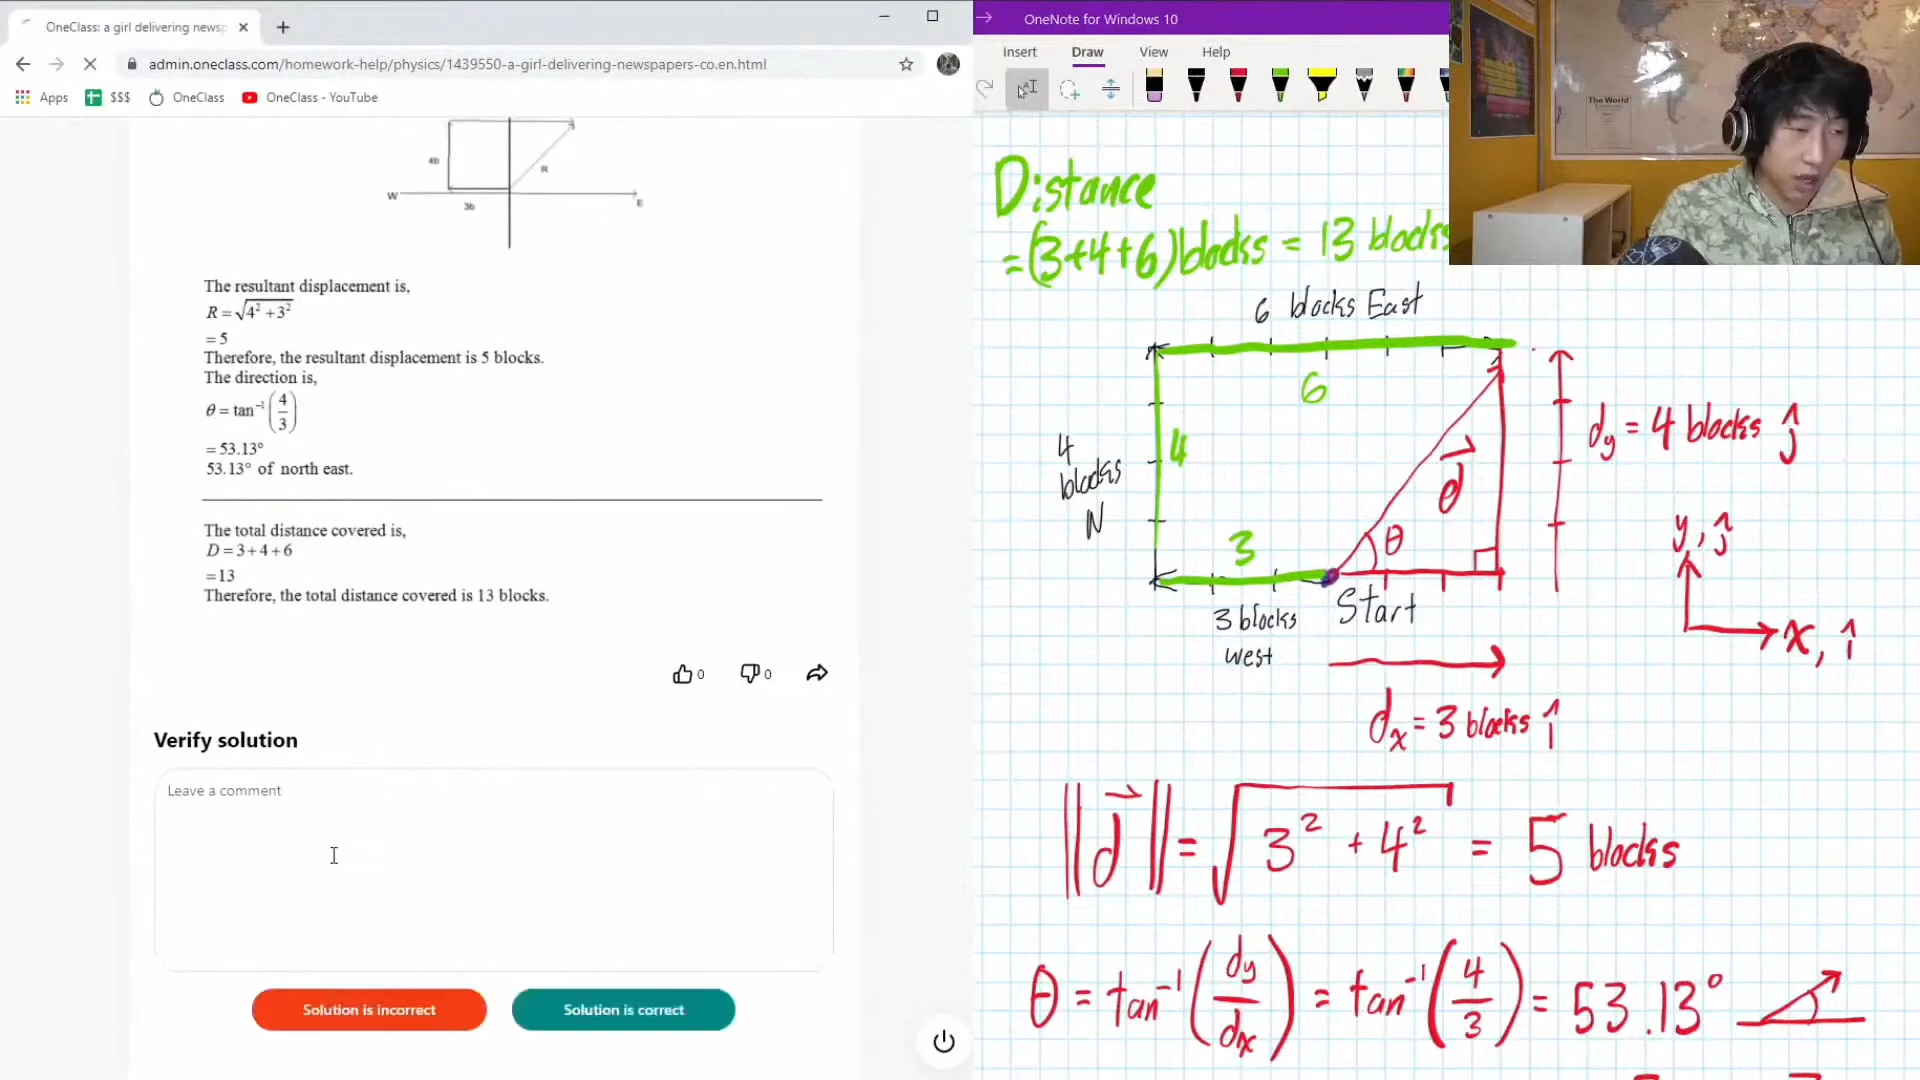 OneClass: a girl delivering newsp
admin.oneclass.com/homework-help/physics/1439550-a-girl-delivering-newspapers-co.en.html
Apps
$$$
OneClass
OneClass - YouTube
4b
R
W
E
3b
The resultant displacement is,
R = √4² + 3²
= 5
Therefore, the resultant displacement is 5 blocks.
The direction is,
θ = tan⁻¹(4/3)
= 53.13°
53.13° of north east.
The total distance covered is,
D = 3 + 4 + 6
= 13
Therefore, the total distance covered is 13 blocks.
0
0
Verify solution
Leave a comment
Solution is incorrect
Solution is correct
OneNote for Windows 10
Insert
Draw
View
Help
The World
Distance
= (3+4+6) blocks = 13 blocks
6 blocks East
6
4
blocks
N
4
d⃗
dy = 4 blocks ĵ
3
θ
y, ĵ
3 blocks
west
Start
x, î
dx = 3 blocks î
||d⃗|| = √3² + 4² = 5 blocks
θ = tan⁻¹(dy/dx) = tan⁻¹(4/3) = 53.13°